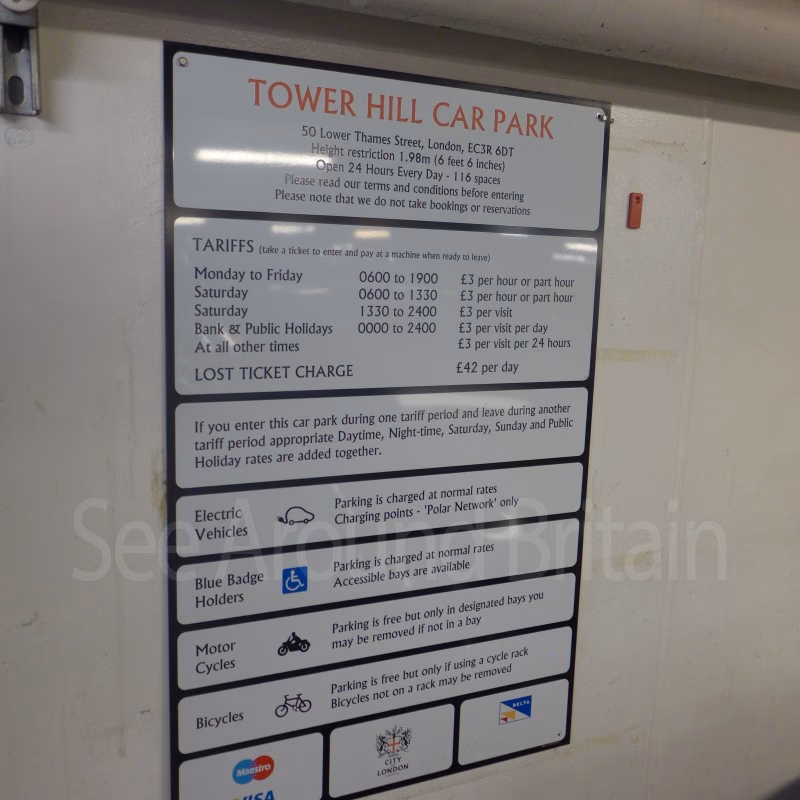 TOWER HILL CAR PARK
50 Lower Thames Street, London, EC3R 6DT
Height restriction 1.98m (6 feet 6 inches)
Open 24 Hours Every Day - 116 spaces
Please read our terms and conditions before entering
Please note that we do not take bookings or reservations
TARIFFS (take a ticket to enter and pay at a machine when ready to leave)
Monday to Friday 0600 to 1900 £3 per hour or part hour
Saturday 0600 to 1330 £3 per hour or part hour
Saturday 1330 to 2400 £3 per visit
Bank & Public Holidays 0000 to 2400 £3 per visit per day
At all other times £3 per visit per 24 hours
LOST TICKET CHARGE £42 per day
If you enter this car park during one tariff period and leave during another
tariff period appropriate Daytime, Night-time, Saturday, Sunday and Public
Holiday rates are added together.
Electric Vehicles
Parking is charged at normal rates
Charging points - 'Polar Network' only
Blue Badge Holders
Parking is charged at normal rates
Accessible bays are available
Motor Cycles
Parking is free but only in designated bays you
may be removed if not in a bay
Bicycles
Parking is free but only if using a cycle rack
Bicycles not on a rack may be removed
Maestro
VISA
CITY
LONDON
DELTA
See Around Britain